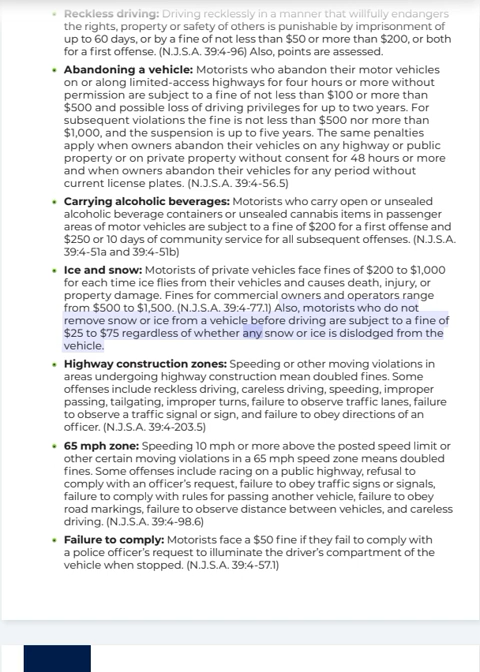 Reckless driving: Driving recklessly in a manner that willfully endangers
the rights, property or safety of others is punishable by imprisonment of
up to 60 days, or by a fine of not less than $50 or more than $200, or both
for a first offense. (N.J.S.A. 39:4-96) Also, points are assessed.
Abandoning a vehicle: Motorists who abandon their motor vehicles
on or along limited-access highways for four hours or more without
permission are subject to a fine of not less than $100 or more than
$500 and possible loss of driving privileges for up to two years. For
subsequent violations the fine is not less than $500 nor more than
$1,000, and the suspension is up to five years. The same penalties
apply when owners abandon their vehicles on any highway or public
property or on private property without consent for 48 hours or more
and when owners abandon their vehicles for any period without
current license plates. (N.J.S.A. 39:4-56.5)
Carrying alcoholic beverages: Motorists who carry open or unsealed
alcoholic beverage containers or unsealed cannabis items in passenger
areas of motor vehicles are subject to a fine of $200 for a first offense and
$250 or 10 days of community service for all subsequent offenses. (N.J.S.A.
39:4-51a and 39:4-51b)
Ice and snow: Motorists of private vehicles face fines of $200 to $1,000
for each time ice flies from their vehicles and causes death, injury, or
property damage. Fines for commercial owners and operators range
from $500 to $1,500. (N.J.S.A. 39:4-77.1) Also, motorists who do not
remove snow or ice from a vehicle before driving are subject to a fine of
$25 to $75 regardless of whether any snow or ice is dislodged from the
vehicle.
Highway construction zones: Speeding or other moving violations in
areas undergoing highway construction mean doubled fines. Some
offenses include reckless driving, careless driving, speeding, improper
passing, tailgating, improper turns, failure to observe traffic lanes, failure
to observe a traffic signal or sign, and failure to obey directions of an
officer. (N.J.S.A. 39:4-203.5)
65 mph zone: Speeding 10 mph or more above the posted speed limit or
other certain moving violations in a 65 mph speed zone means doubled
fines. Some offenses include racing on a public highway, refusal to
comply with an officer's request, failure to obey traffic signs or signals,
failure to comply with rules for passing another vehicle, failure to obey
road markings, failure to observe distance between vehicles, and careless
driving. (N.J.S.A. 39:4-98.6)
Failure to comply: Motorists face a $50 fine if they fail to comply with
a police officer's request to illuminate the driver's compartment of the
vehicle when stopped. (N.J.S.A. 39:4-57.1)